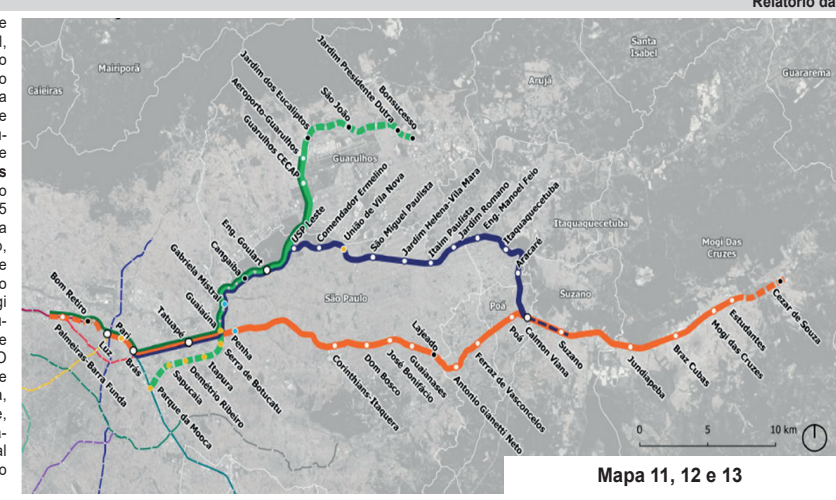 Relatório da
Mairiporã
Caieiras
Santa
Isabel
Arujá
Guararema
Guarulhos
Itaquaquecetuba
Mogi Das
Cruzes
Suzano
Poá
São Paulo
Jardim Presidente Dutra
Bonsucesso
São João
Jardim dos Eucaliptos
Aeroporto-Guarulhos
Guarulhos CECAP
USP Leste
Comendador Ermelino
União de Vila Nova
São Miguel Paulista
Jardim Helena-Vila Mara
Itaim Paulista
Jardim Romano
Eng. Manoel Feio
Itaquaquecetuba
Aracaré
Eng. Goulart
Cangaíba
Gabriela Mistral
Guaiaúna
Tatuapé
Bom Retiro
Palmeiras-Barra Funda
Luz
Pari
Brás
Penha
Serra de Botucatu
Itapura
Demétrio Ribeiro
Sapucaia
Parque da Mooca
Corinthians-Itaquera
Dom Bosco
José Bonifácio
Guaianases
Lajeado
Antonio Gianetti Neto
Ferraz de Vasconcelos
Poá
Calmon Viana
Suzano
Jundiapeba
Braz Cubas
Mogi das Cruzes
Estudantes
Cezar de Souza
0 5 10 km
Mapa 11, 12 e 13